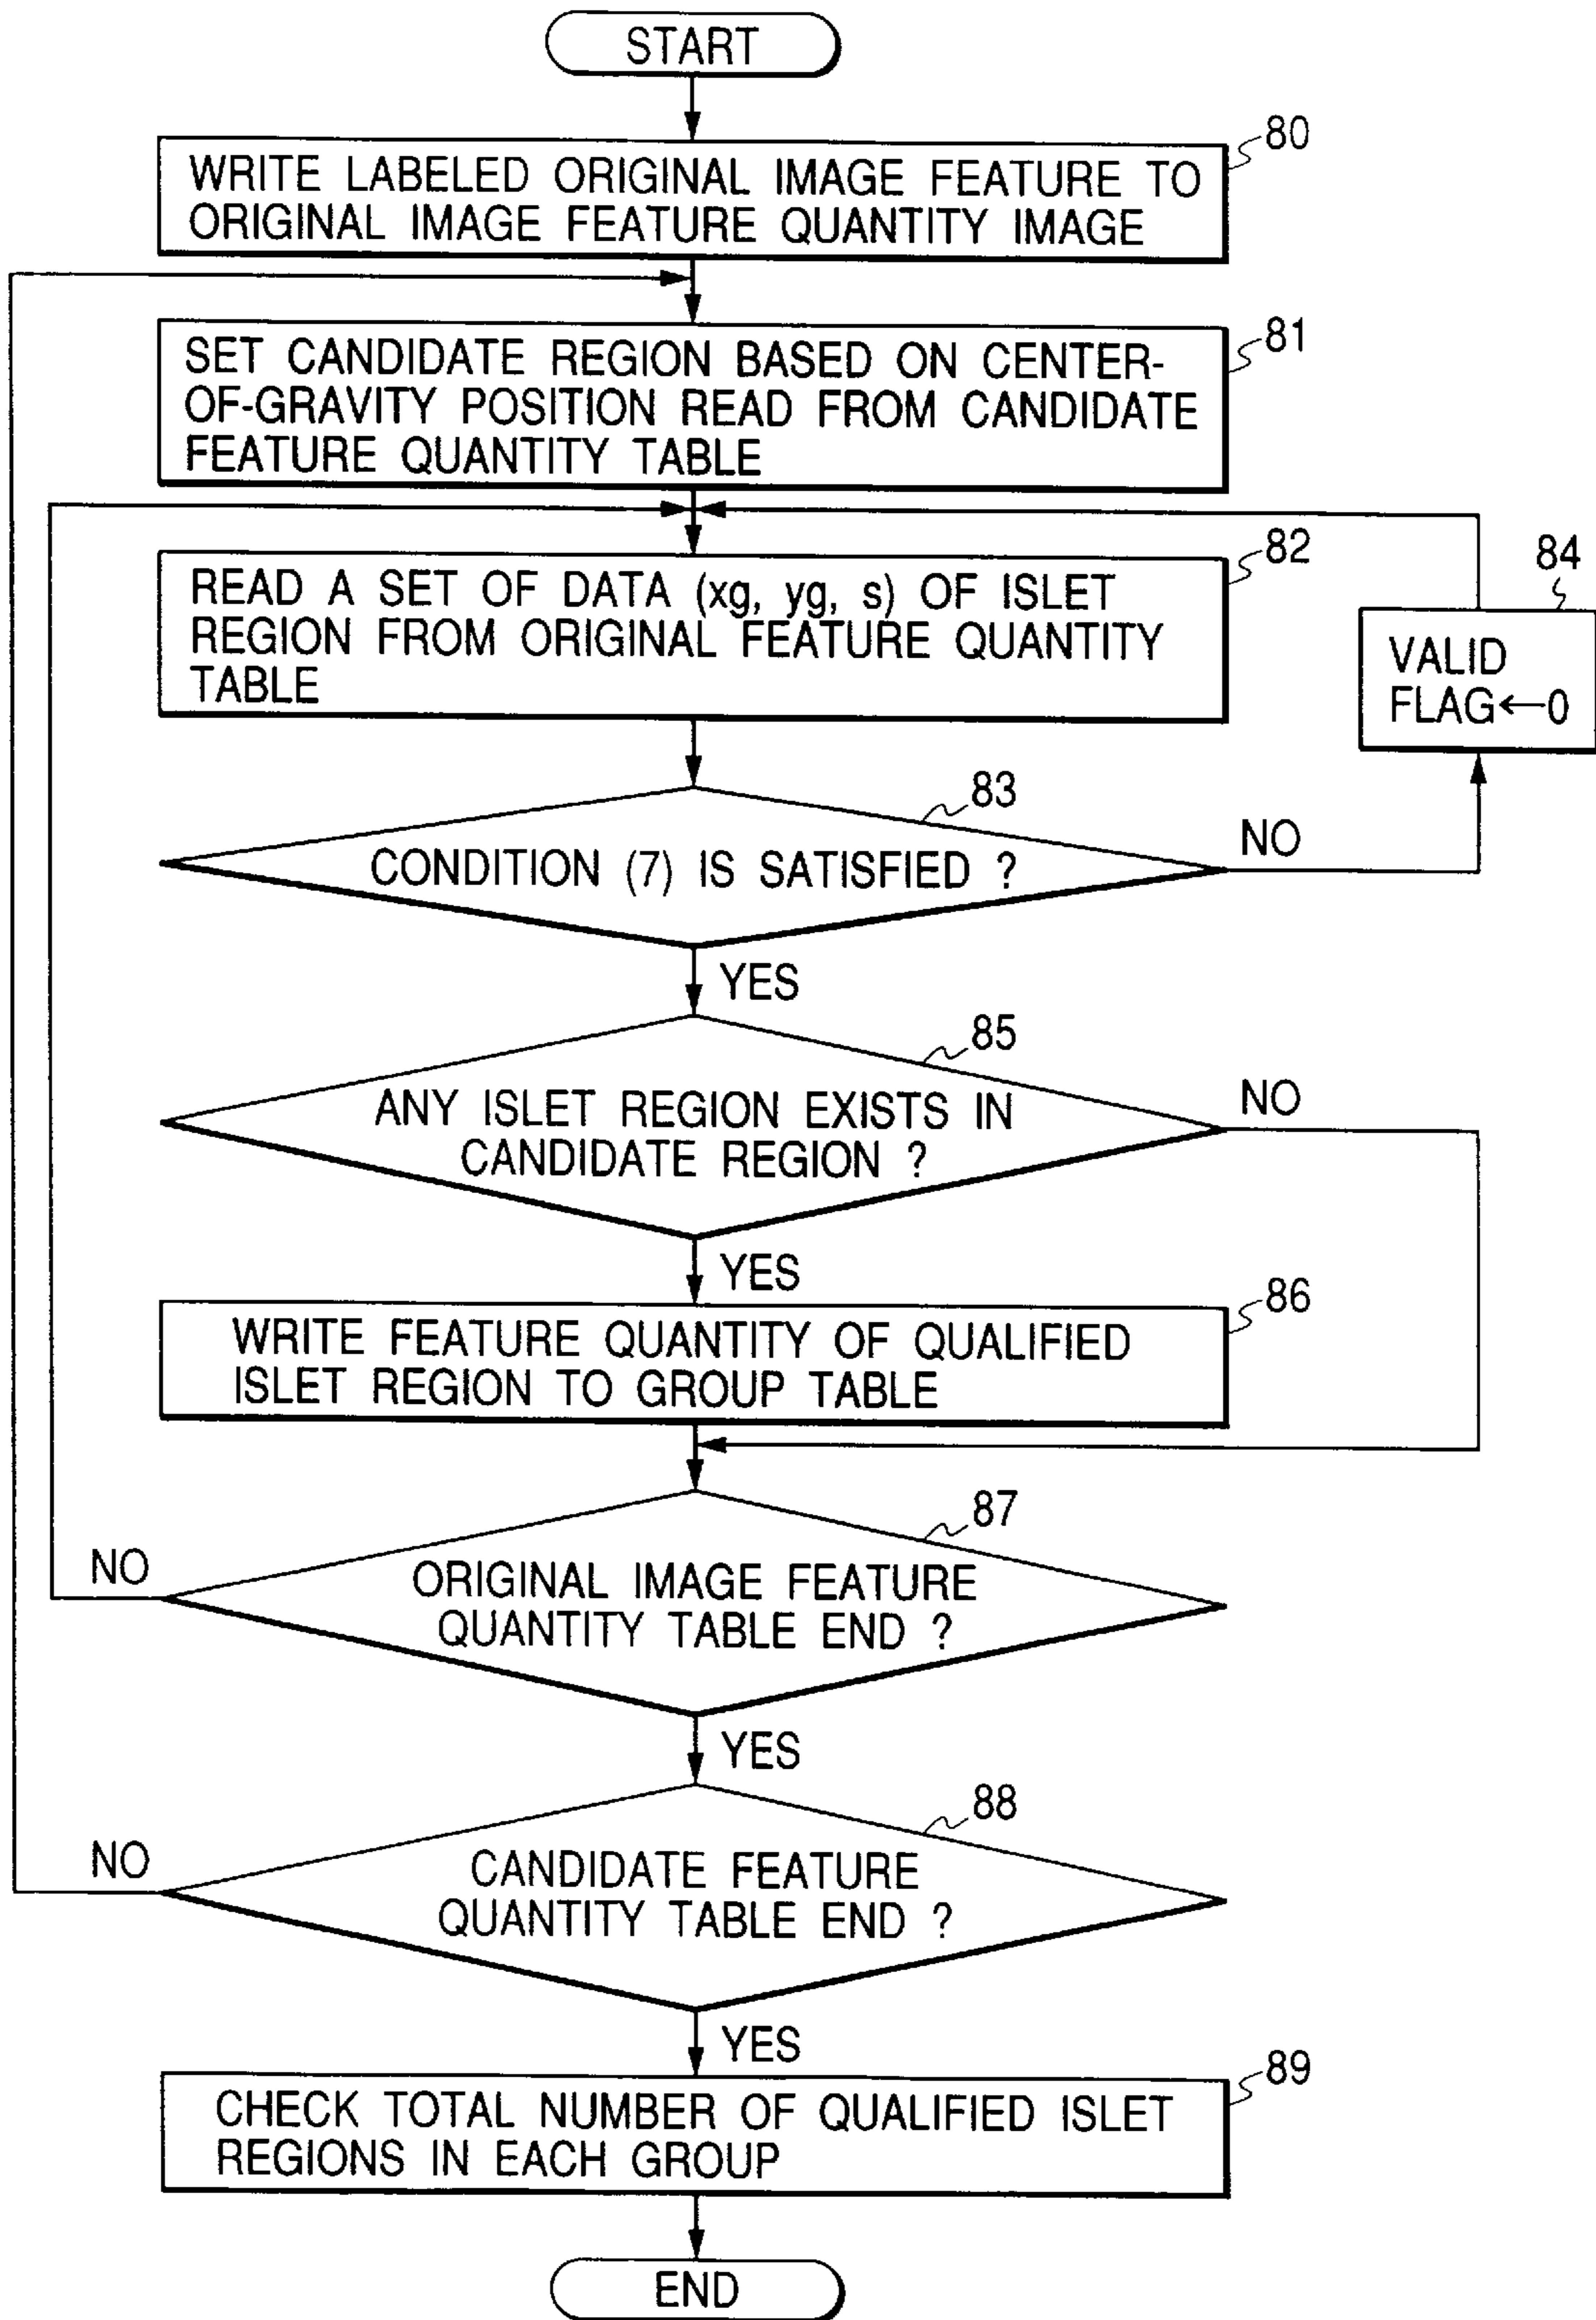 START
80
WRITE LABELED ORIGINAL IMAGE FEATURE TO
ORIGINAL IMAGE FEATURE QUANTITY IMAGE
81
SET CANDIDATE REGION BASED ON CENTER-
OF-GRAVITY POSITION READ FROM CANDIDATE
FEATURE QUANTITY TABLE
82
READ A SET OF DATA (xg, yg, s) OF ISLET
REGION FROM ORIGINAL FEATURE QUANTITY
TABLE
84
VALID
FLAG←0
83
CONDITION (7) IS SATISFIED ?
NO
YES
85
ANY ISLET REGION EXISTS IN
CANDIDATE REGION ?
NO
YES
86
WRITE FEATURE QUANTITY OF QUALIFIED
ISLET REGION TO GROUP TABLE
87
ORIGINAL IMAGE FEATURE
QUANTITY TABLE END ?
NO
YES
88
CANDIDATE FEATURE
QUANTITY TABLE END ?
NO
YES
89
CHECK TOTAL NUMBER OF QUALIFIED ISLET
REGIONS IN EACH GROUP
END